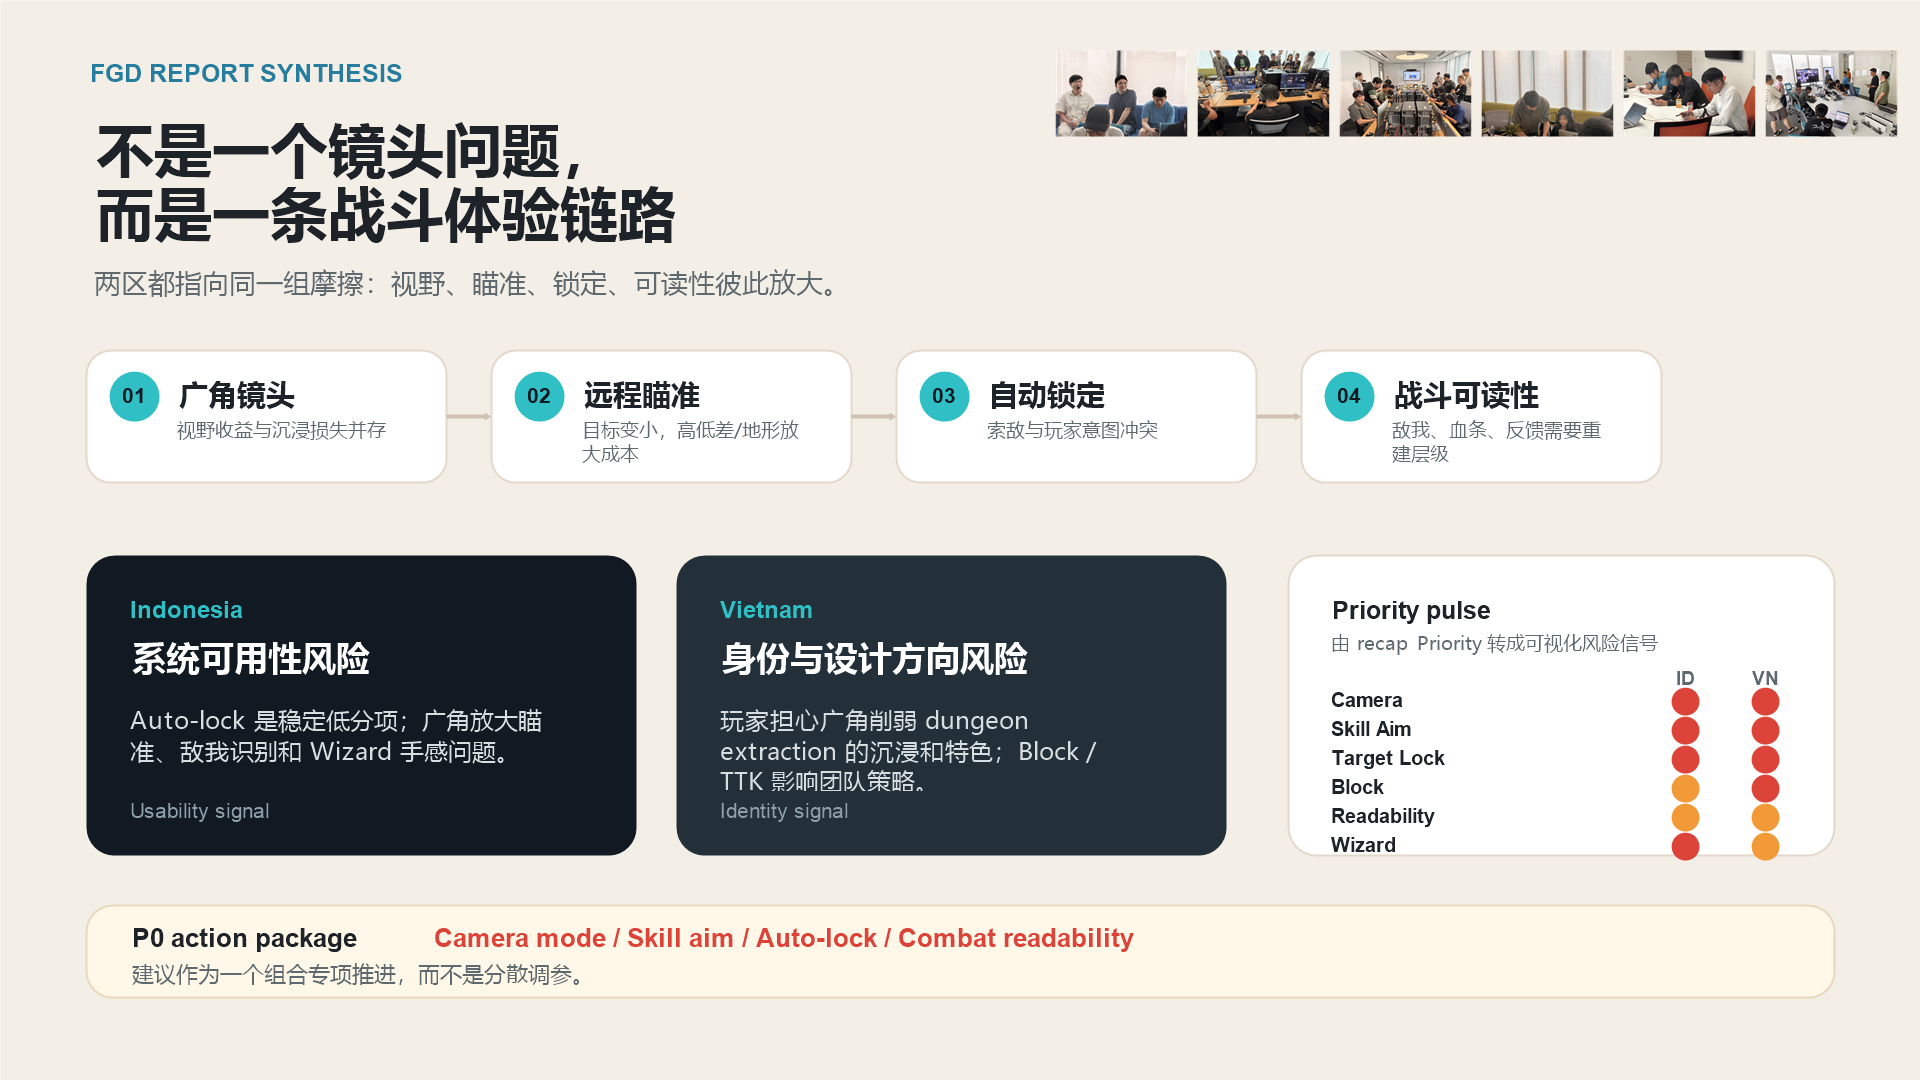 FGD REPORT SYNTHESIS
不是一个镜头问题，
而是一条战斗体验链路
两区都指向同一组摩擦：视野、瞄准、锁定、可读性彼此放大。
01 广角镜头
视野收益与沉浸损失并存
02 远程瞄准
目标变小，高低差/地形放
大成本
03 自动锁定
索敌与玩家意图冲突
04 战斗可读性
敌我、血条、反馈需要重
建层级
Indonesia
系统可用性风险
Auto-lock 是稳定低分项；广角放大瞄
准、敌我识别和 Wizard 手感问题。
Usability signal
Vietnam
身份与设计方向风险
玩家担心广角削弱 dungeon
extraction 的沉浸和特色；Block /
TTK 影响团队策略。
Identity signal
Priority pulse
由 recap Priority 转成可视化风险信号
ID VN
Camera
Skill Aim
Target Lock
Block
Readability
Wizard
P0 action package Camera mode / Skill aim / Auto-lock / Combat readability
建议作为一个组合专项推进，而不是分散调参。